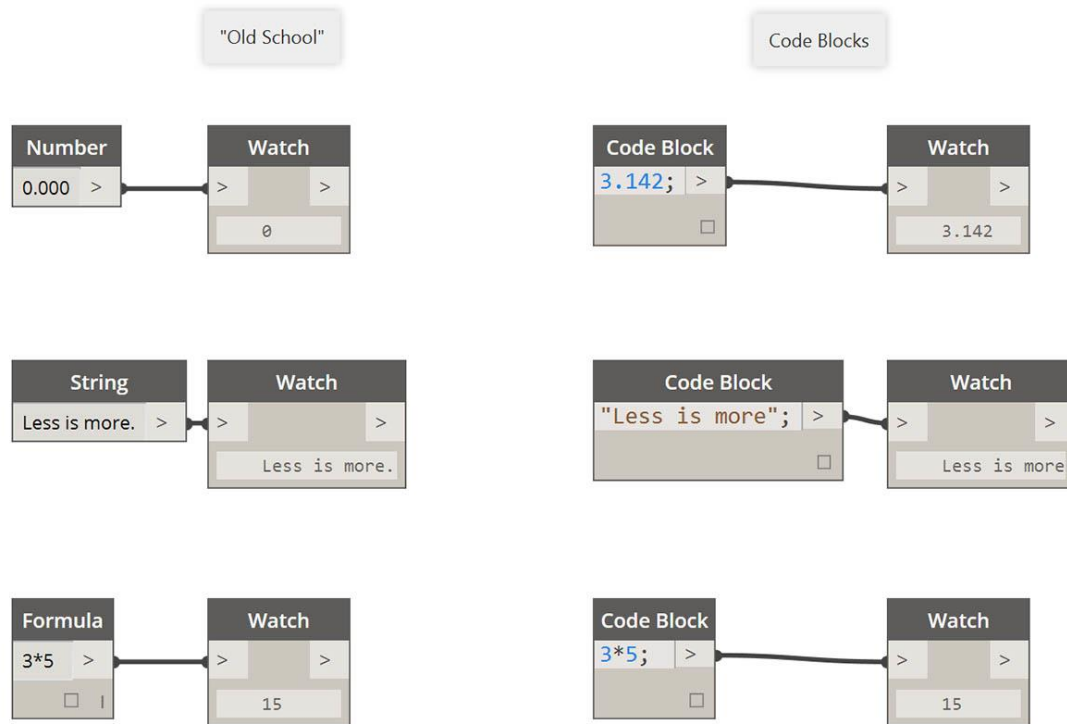 "Old School"
Code Blocks
Number
0.000 >
Watch
> >
0
Code Block
3.142; >
Watch
> >
3.142
String
Less is more. >
Watch
> >
Less is more.
Code Block
"Less is more"; >
Watch
> >
Less is more
Formula
3*5 >
Watch
> >
15
Code Block
3*5; >
Watch
> >
15